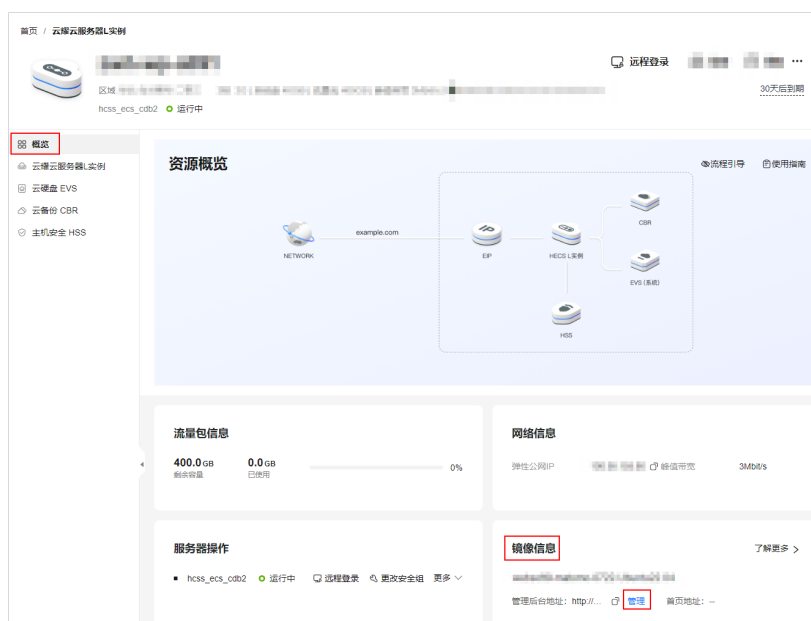 首页 / 云耀云服务器L实例
远程登录
区域
30天后到期
hcss_ecs_cdb2 运行中
概览
云耀云服务器L实例
云硬盘 EVS
云备份 CBR
主机安全 HSS
资源概览
流程引导 使用指南
CBR
example.com
NETWORK
EIP
HECS L实例
EVS (系统)
HSS
流量包信息
400.0 GB 0.0 GB
0%
剩余容量 已使用
网络信息
弹性公网IP 峰值带宽 3Mbit/s
服务器操作
hcss_ecs_cdb2 运行中 远程登录 更改安全组 更多
镜像信息
了解更多
管理后台地址: http://... 管理 首页地址: --